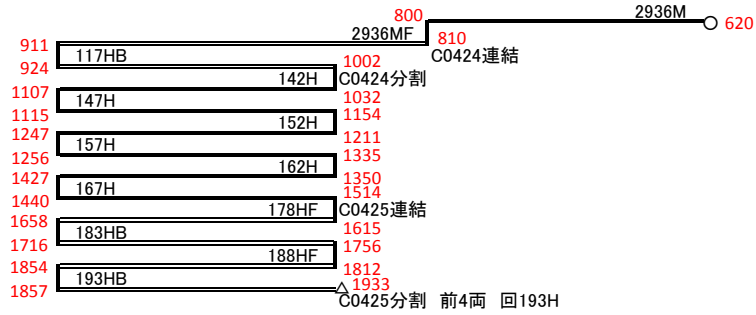 800 2936M 620
911 2936MF 810
924 117HB 1002 C0424連結
1107 142H C0424分割
147H 1032
1115 152H 1154
1247 157H 1211
1256 162H 1335
1427 167H 1350
1440 1514
178HF C0425連結
1658 183HB 1615
1716 1756
1854 188HF 1812
1857 193HB 1933
C0425分割 前4両 回193H